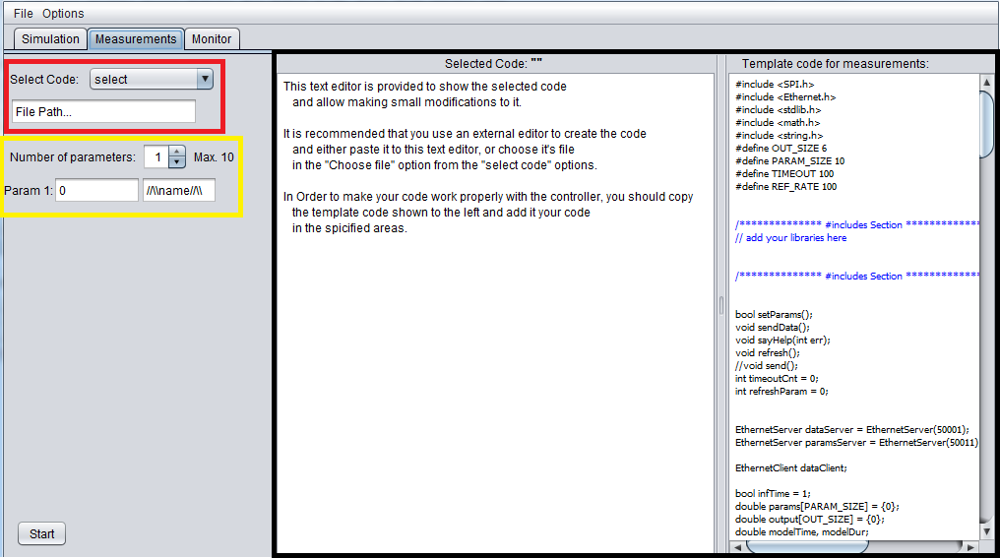 File Options
Simulation Measurements Monitor
Select Code: select
File Path...
Number of parameters: 1 Max. 10
Param 1: 0 //\\name//\\
Start
Selected Code: ""
This text editor is provided to show the selected code
and allow making small modifications to it.
It is recommended that you use an external editor to create the code
and either paste it to this text editor, or choose it's file
in the "Choose file" option from the "select code" options.
In Order to make your code work properly with the controller, you should copy
the template code shown to the left and add it your code
in the spicified areas.
Template code for measurements:
#include <SPI.h>
#include <Ethernet.h>
#include <stdlib.h>
#include <math.h>
#include <string.h>
#define OUT_SIZE 6
#define PARAM_SIZE 10
#define TIMEOUT 100
#define REF_RATE 100
/************** #includes Section *************
// add your libraries here
/************** #includes Section *************
bool setParams();
void sendData();
void sayHelp(int err);
void refresh();
//void send();
int timeoutCnt = 0;
int refreshParam = 0;
EthernetServer dataServer = EthernetServer(50001);
EthernetServer paramsServer = EthernetServer(50011)
EthernetClient dataClient;
bool infTime = 1;
double params[PARAM_SIZE] = {0};
double output[OUT_SIZE] = {0};
double modelTime, modelDur;